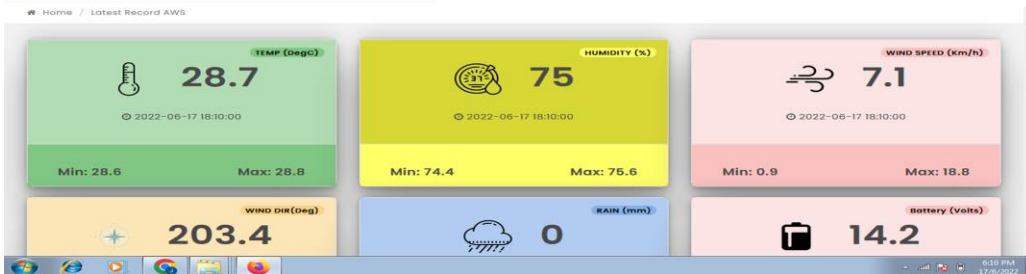 Home / Latest Record AWS
TEMP (DegC)
28.7
2022-06-17 18:10:00
Min: 28.6 Max: 28.8
HUMIDITY (%)
75
2022-06-17 18:10:00
Min: 74.4 Max: 75.6
WIND SPEED (Km/h)
7.1
2022-06-17 18:10:00
Min: 0.9 Max: 18.8
WIND DIR(Deg)
203.4
RAIN (mm)
0
Battery (Volts)
14.2
6:10 PM
17/6/2022